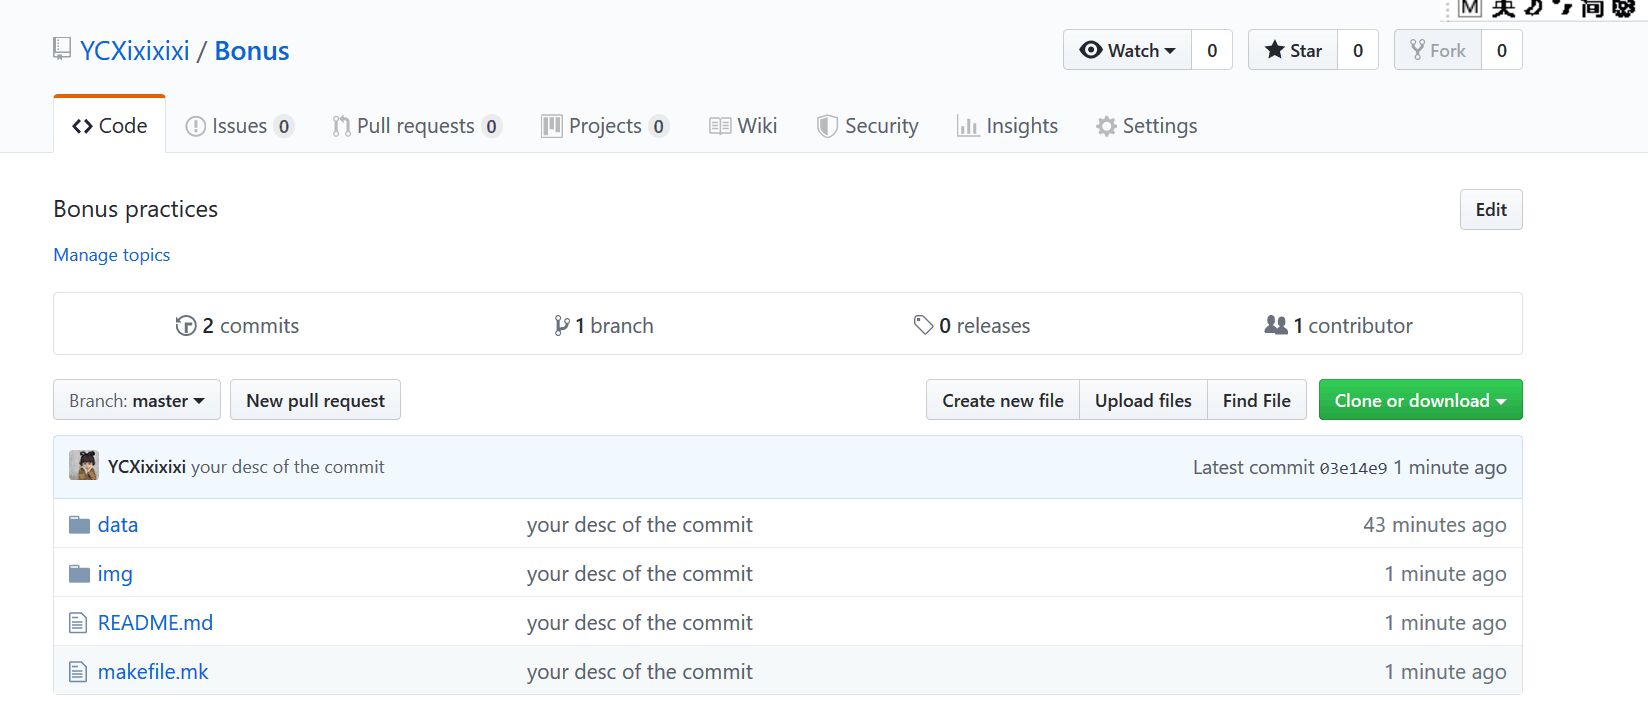 M 英 简
YCXixixixi / Bonus
Watch 0 Star 0 Fork 0
Code Issues 0 Pull requests 0 Projects 0 Wiki Security Insights Settings
Bonus practices
Edit
Manage topics
2 commits 1 branch 0 releases 1 contributor
Branch: master New pull request Create new file Upload files Find File Clone or download
YCXixixixi your desc of the commit Latest commit 03e14e9 1 minute ago
data your desc of the commit 43 minutes ago
img your desc of the commit 1 minute ago
README.md your desc of the commit 1 minute ago
makefile.mk your desc of the commit 1 minute ago